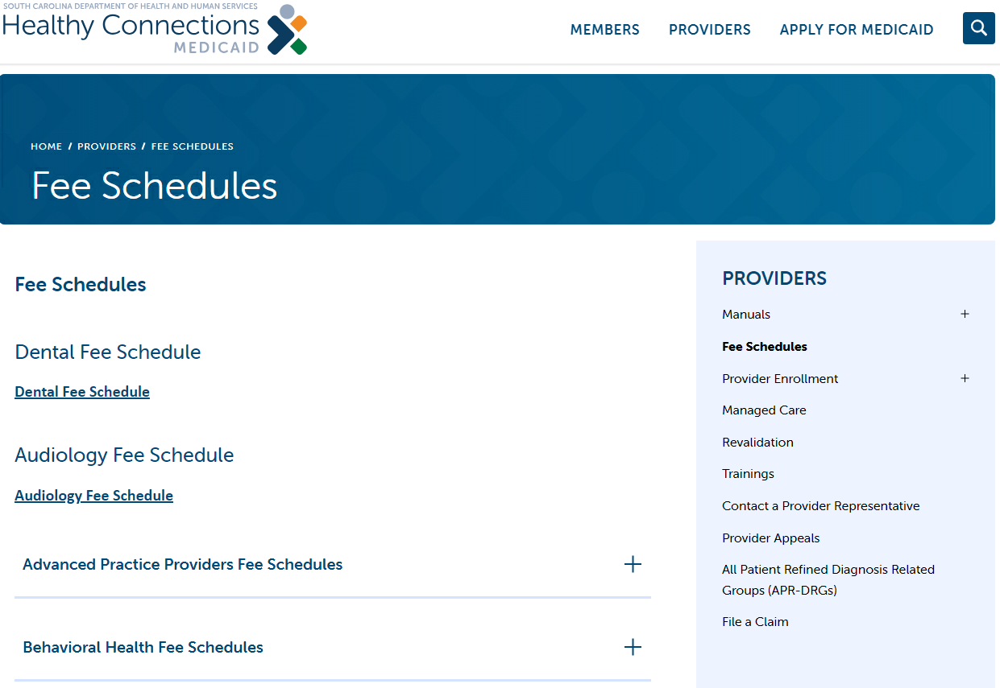 SOUTH CAROLINA DEPARTMENT OF HEALTH AND HUMAN SERVICES
Healthy Connections
MEDICAID
MEMBERS
PROVIDERS
APPLY FOR MEDICAID
HOME / PROVIDERS / FEE SCHEDULES
Fee Schedules
Fee Schedules
Dental Fee Schedule
Dental Fee Schedule
Audiology Fee Schedule
Audiology Fee Schedule
Advanced Practice Providers Fee Schedules
Behavioral Health Fee Schedules
PROVIDERS
Manuals
Fee Schedules
Provider Enrollment
Managed Care
Revalidation
Trainings
Contact a Provider Representative
Provider Appeals
All Patient Refined Diagnosis Related
Groups (APR-DRGs)
File a Claim